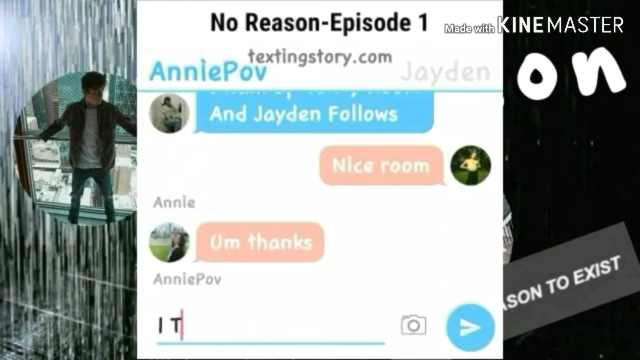 No Reason-Episode 1
Made with KINEMASTER
textingstory.com
AnniePov
Jayden
on
And Jayden Follows
Nice room
Annie
Um thanks
AnniePov
I T
SON TO EXIST